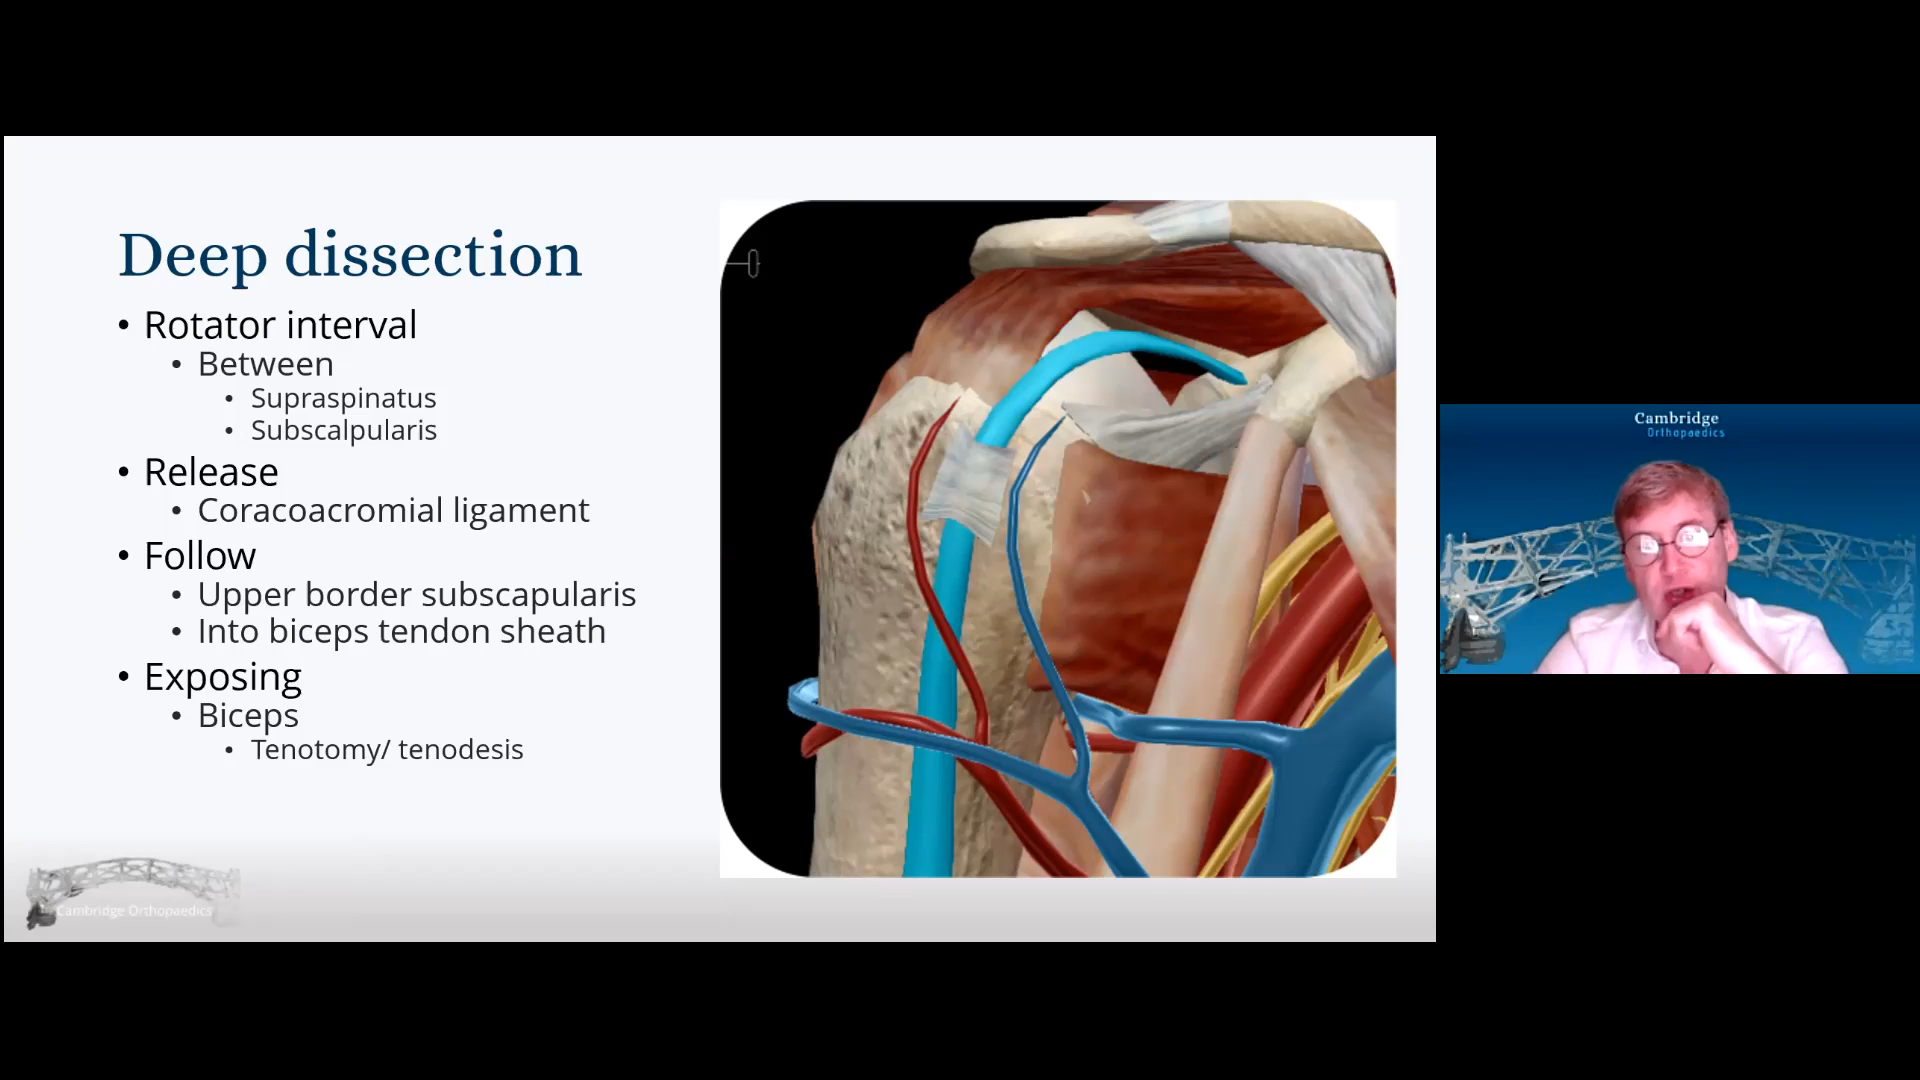 Deep dissection
• Rotator interval
• Between
• Supraspinatus
• Subscalpularis
• Release
• Coracoacromial ligament
• Follow
• Upper border subscapularis
• Into biceps tendon sheath
• Exposing
• Biceps
• Tenotomy/ tenodesis
Cambridge Orthopaedics
Cambridge
Orthopaedics